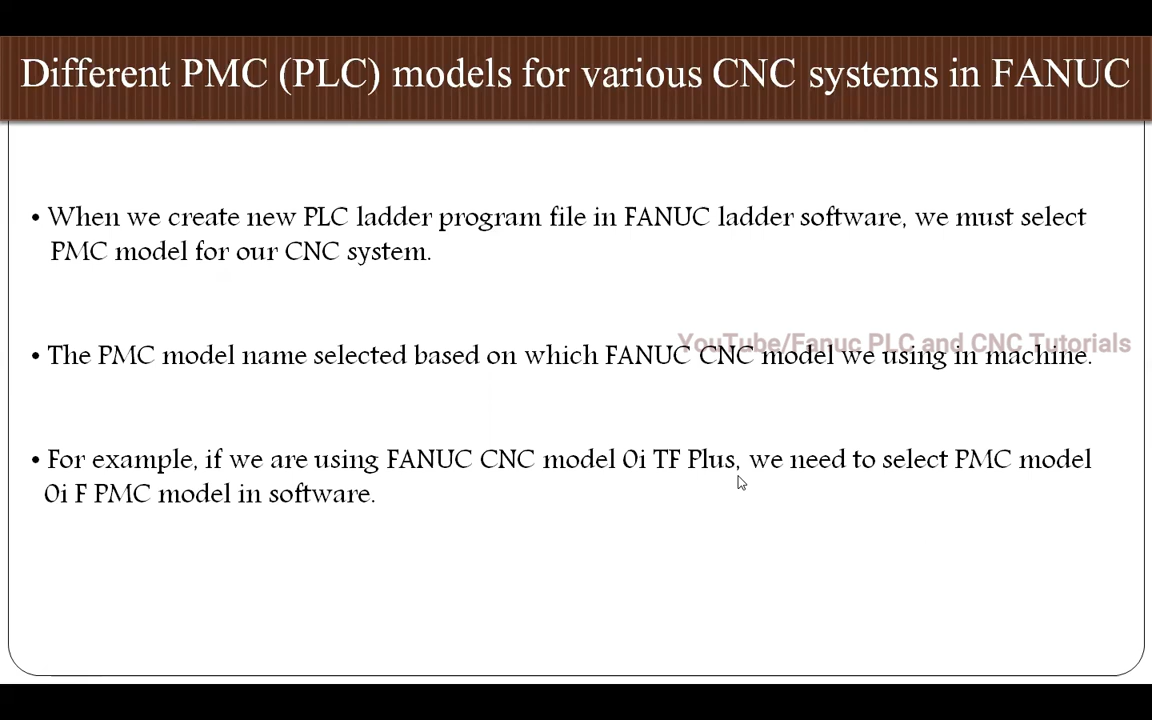 Different PMC (PLC) models for various CNC systems in FANUC
• When we create new PLC ladder program file in FANUC ladder software, we must select
PMC model for our CNC system.
YouTube/Fanuc PLC and CNC Tutorials
• The PMC model name selected based on which FANUC CNC model we using in machine.
• For example, if we are using FANUC CNC model 0i TF Plus, we need to select PMC model
0i F PMC model in software.